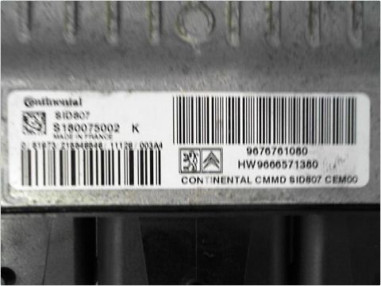 Continental
SID807
S180075002 K
MADE IN FRANCE
9676761080
HW9666571380
CONTINENTAL CMMD SID807 CEM00